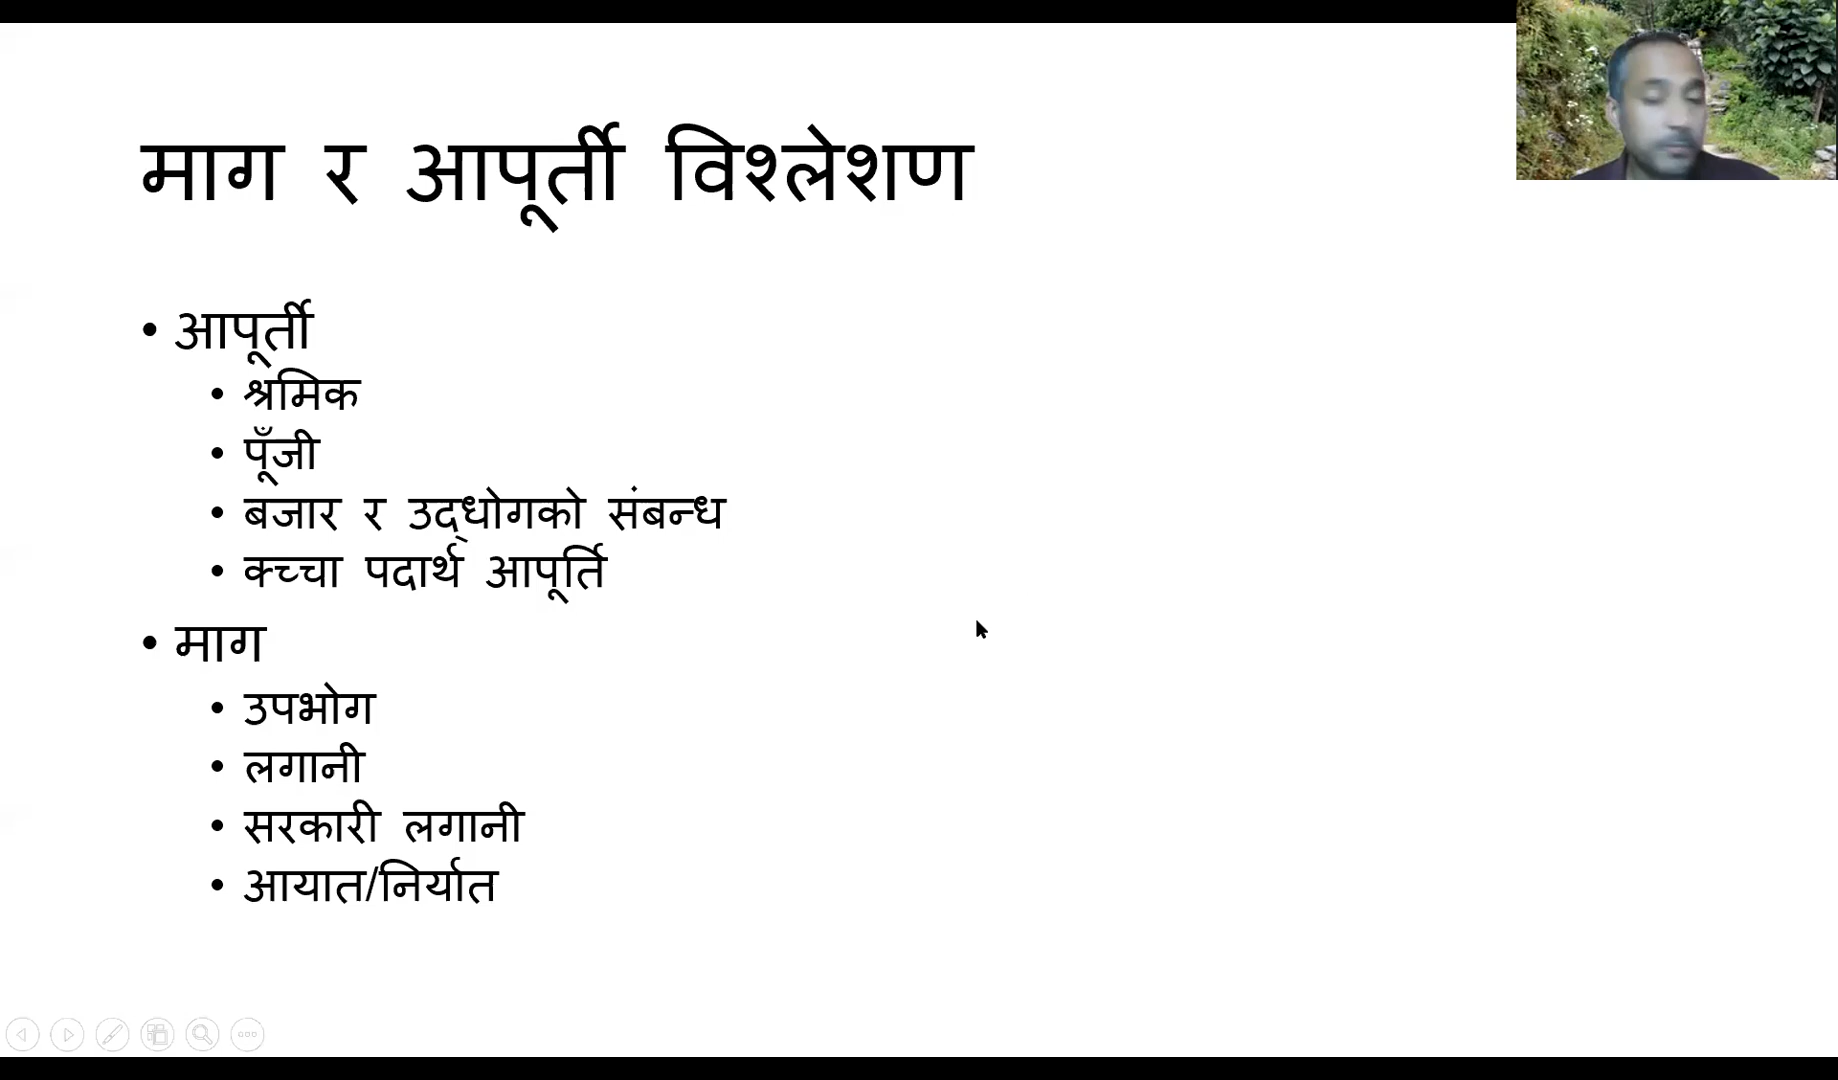 माग र आपूर्ती विश्लेशण
• आपूर्ती
• श्रमिक
• पूँजी
• बजार र उद्धोगको संबन्ध
• क्च्चा पदार्थ आपूर्ति
• माग
• उपभोग
• लगानी
• सरकारी लगानी
• आयात/निर्यात